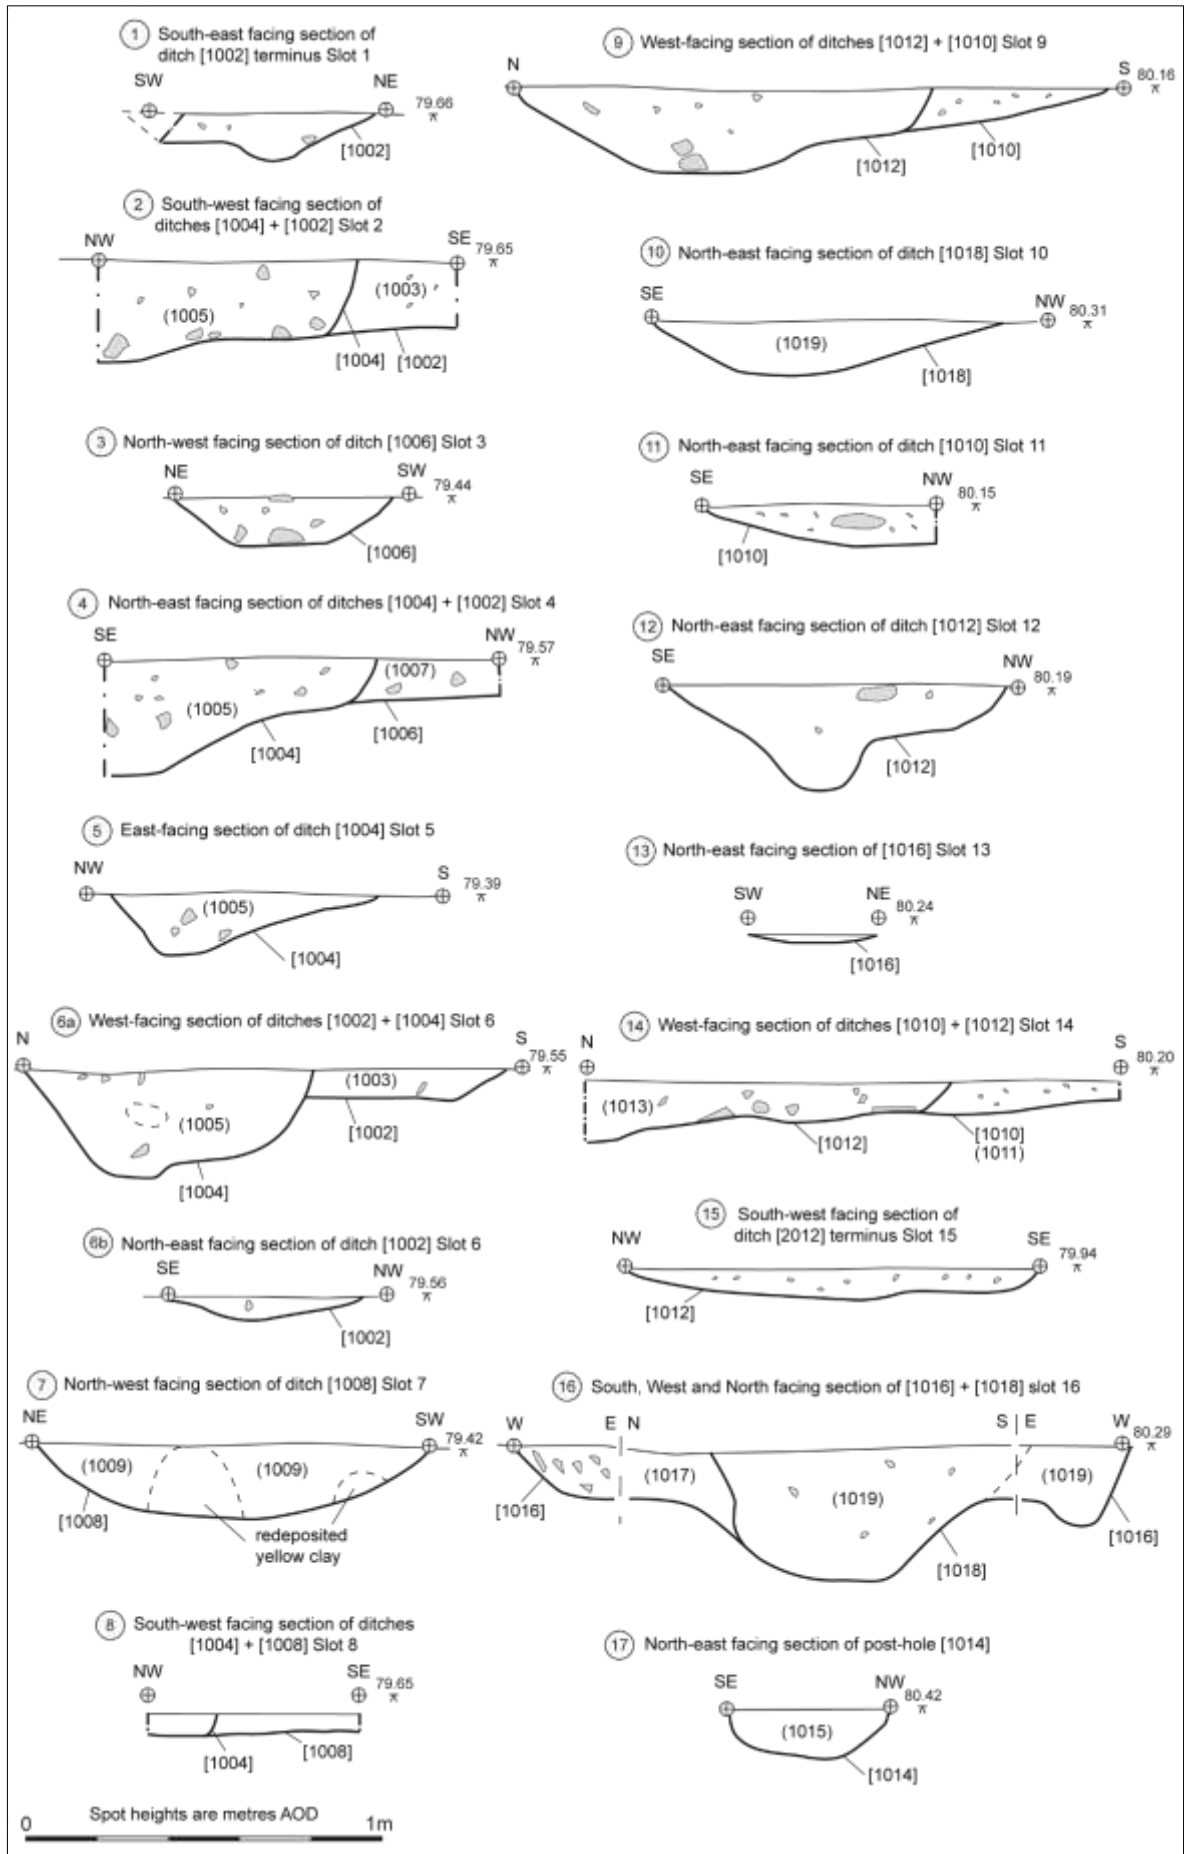 1 South-east facing section of
ditch [1002] terminus Slot 1
SW NE
79.66
[1002]
2 South-west facing section of
ditches [1004] + [1002] Slot 2
NW SE
79.65
(1003)
(1005)
[1004] [1002]
3 North-west facing section of ditch [1006] Slot 3
NE SW
79.44
[1006]
4 North-east facing section of ditches [1004] + [1002] Slot 4
SE NW
79.57
(1007)
(1005)
[1006]
[1004]
5 East-facing section of ditch [1004] Slot 5
NW S
79.39
(1005)
[1004]
6a West-facing section of ditches [1002] + [1004] Slot 6
N S
79.55
(1003)
(1005)
[1002]
[1004]
6b North-east facing section of ditch [1002] Slot 6
SE NW
79.56
[1002]
7 North-west facing section of ditch [1008] Slot 7
NE SW
79.42
(1009) (1009)
[1008]
redeposited
yellow clay
8 South-west facing section of ditches
[1004] + [1008] Slot 8
NW SE
79.65
[1004] [1008]
Spot heights are metres AOD
0 1m
9 West-facing section of ditches [1012] + [1010] Slot 9
N S
80.16
[1012] [1010]
10 North-east facing section of ditch [1018] Slot 10
SE NW
80.31
(1019)
[1018]
11 North-east facing section of ditch [1010] Slot 11
SE NW
80.15
[1010]
12 North-east facing section of ditch [1012] Slot 12
SE NW
80.19
[1012]
13 North-east facing section of [1016] Slot 13
SW NE
80.24
[1016]
14 West-facing section of ditches [1010] + [1012] Slot 14
N S
80.20
(1013)
[1012] [1010]
(1011)
15 South-west facing section of
ditch [2012] terminus Slot 15
NW SE
79.94
[1012]
16 South, West and North facing section of [1016] + [1018] slot 16
W E N S E W
80.29
(1017) (1019) (1019)
[1016] [1018] [1016]
17 North-east facing section of post-hole [1014]
SE NW
80.42
(1015)
[1014]